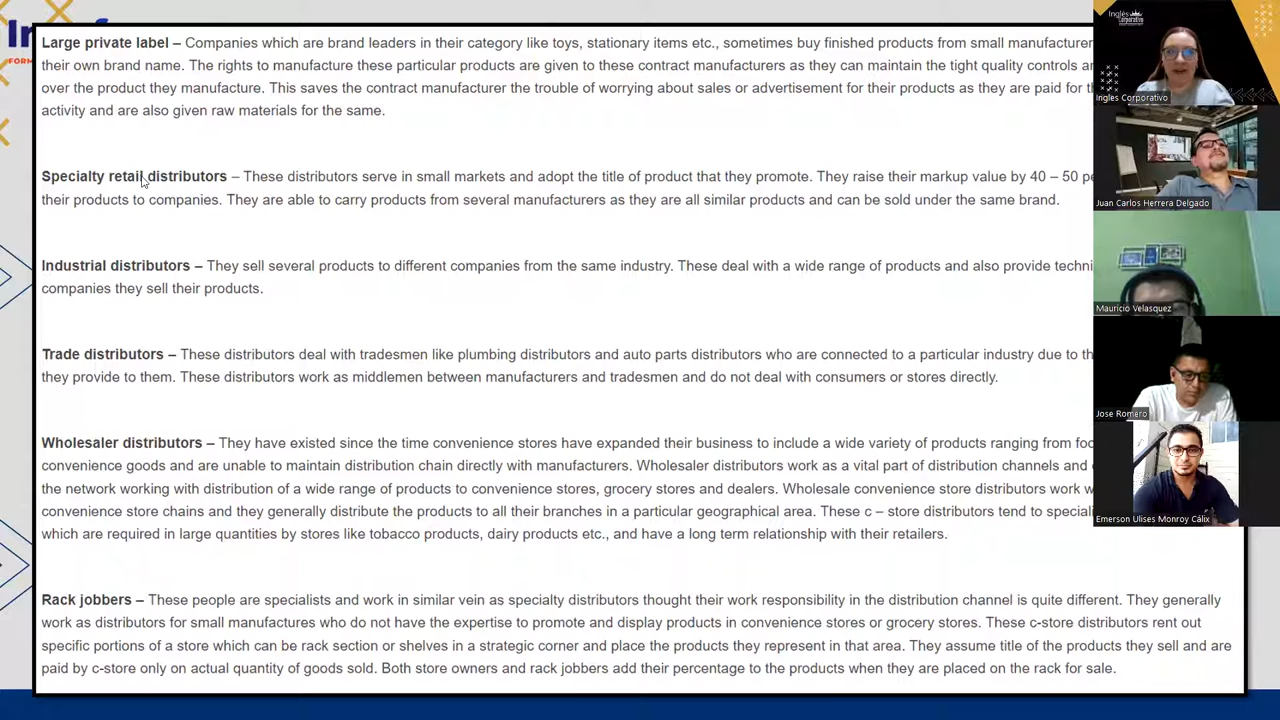 Large private label – Companies which are brand leaders in their category like toys, stationary items etc., sometimes buy finished products from small manufacturer
their own brand name. The rights to manufacture these particular products are given to these contract manufacturers as they can maintain the tight quality controls
over the product they manufacture. This saves the contract manufacturer the trouble of worrying about sales or advertisement for their products as they are paid for
activity and are also given raw materials for the same.
Specialty retail distributors – These distributors serve in small markets and adopt the title of product that they promote. They raise their markup value by 40 – 50
their products to companies. They are able to carry products from several manufacturers as they are all similar products and can be sold under the same brand.
Industrial distributors – They sell several products to different companies from the same industry. These deal with a wide range of products and also provide
companies they sell their products.
Trade distributors – These distributors deal with tradesmen like plumbing distributors and auto parts distributors who are connected to a particular industry due to
they provide to them. These distributors work as middlemen between manufacturers and tradesmen and do not deal with consumers or stores directly.
Wholesaler distributors – They have existed since the time convenience stores have expanded their business to include a wide variety of products ranging from
convenience goods and are unable to maintain distribution chain directly with manufacturers. Wholesaler distributors work as a vital part of distribution channels and
the network working with distribution of a wide range of products to convenience stores, grocery stores and dealers. Wholesale convenience store distributors work
convenience store chains and they generally distribute the products to all their branches in a particular geographical area. These c – store distributors tend to
which are required in large quantities by stores like tobacco products, dairy products etc., and have a long term relationship with their retailers.
Rack jobbers – These people are specialists and work in similar vein as specialty distributors thought their work responsibility in the distribution channel is quite different. They generally
work as distributors for small manufactures who do not have the expertise to promote and display products in convenience stores or grocery stores. These c-store distributors rent out
specific portions of a store which can be rack section or shelves in a strategic corner and place the products they represent in that area. They assume title of the products they sell and are
paid by c-store only on actual quantity of goods sold. Both store owners and rack jobbers add their percentage to the products when they are placed on the rack for sale.
Inglés
Corporativo
Ingles Corporativo
Juan Carlos Herrera Delgado
Mauricio Velasquez
Jose Romero
Emerson Ulises Monroy Cálix